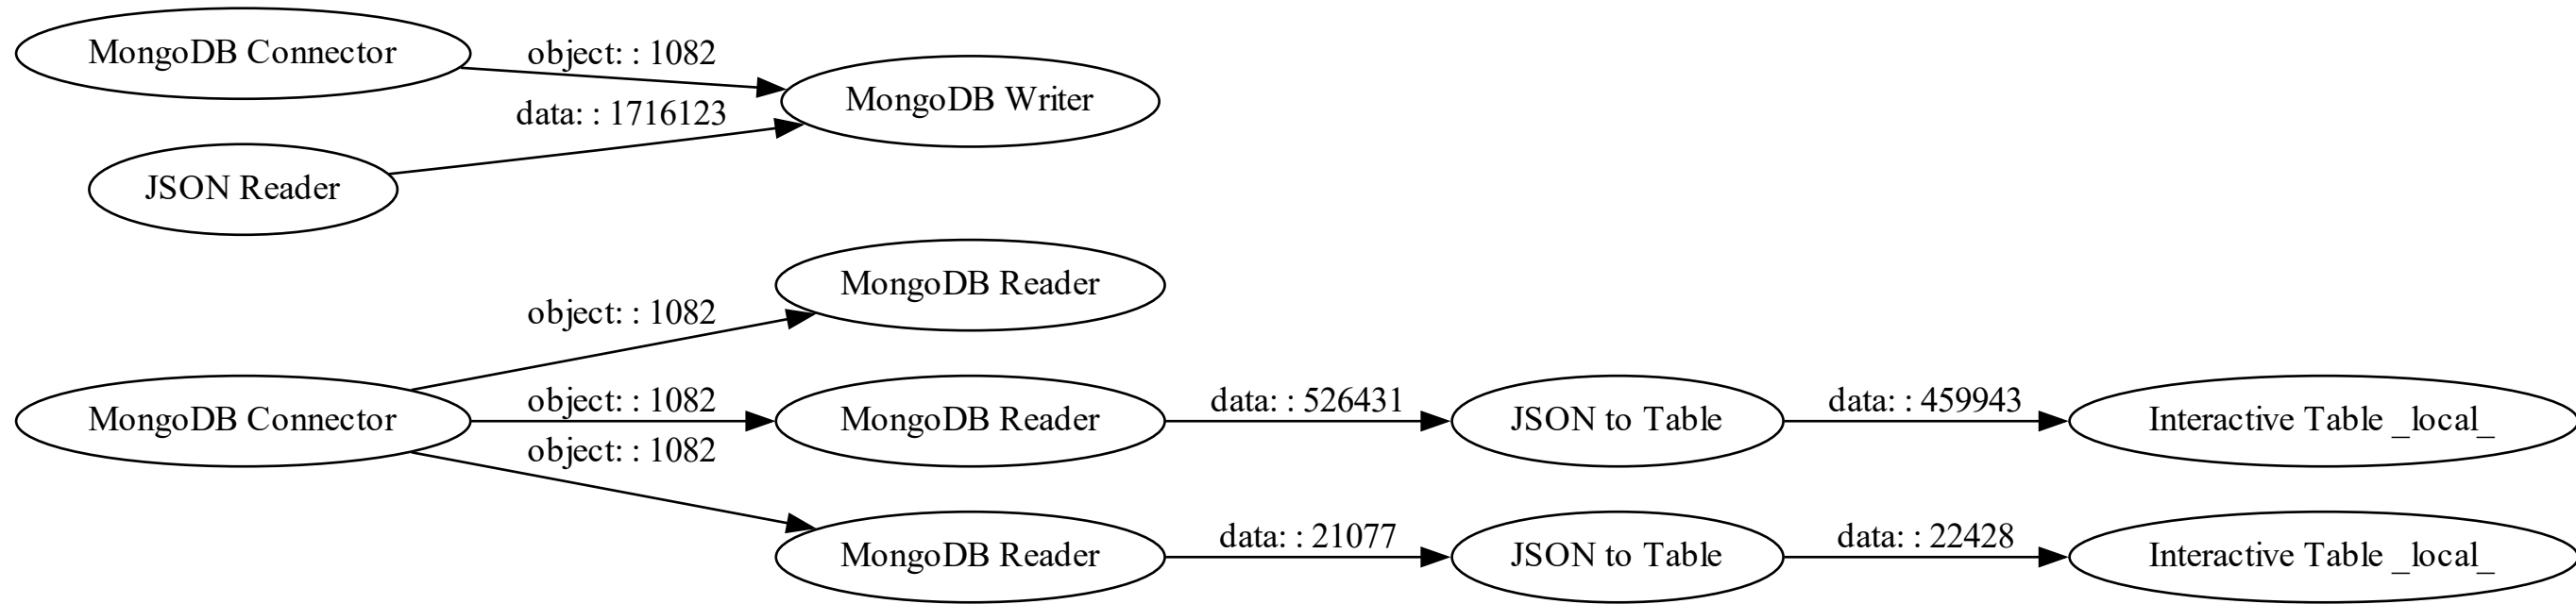 MongoDB Connector
object: : 1082
MongoDB Writer
data: : 1716123
JSON Reader
MongoDB Reader
object: : 1082
MongoDB Connector
object: : 1082
MongoDB Reader
data: : 526431
JSON to Table
data: : 459943
Interactive Table _local_
object: : 1082
MongoDB Reader
data: : 21077
JSON to Table
data: : 22428
Interactive Table _local_